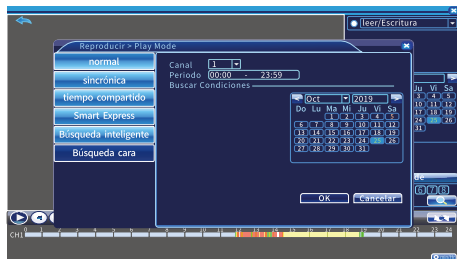 leer/Escritura
Reproducir > Play Mode
normal
sincrónica
tiempo compartido
Smart Express
Búsqueda inteligente
Búsqueda cara
Canal 1
Periodo 00:00 - 23:59
Buscar Condiciones
Oct 2019
Do Lu Ma Mi Ju Vi Sa
1 2 3 4 5
6 7 8 9 10 11 12
13 14 15 16 17 18 19
20 21 22 23 24 25 26
27 28 29 30 31
OK Cancelar
Ju Vi Sa
3 4 5
10 11 12
17 18 19
24 25 26
31
6 7 8
CH1